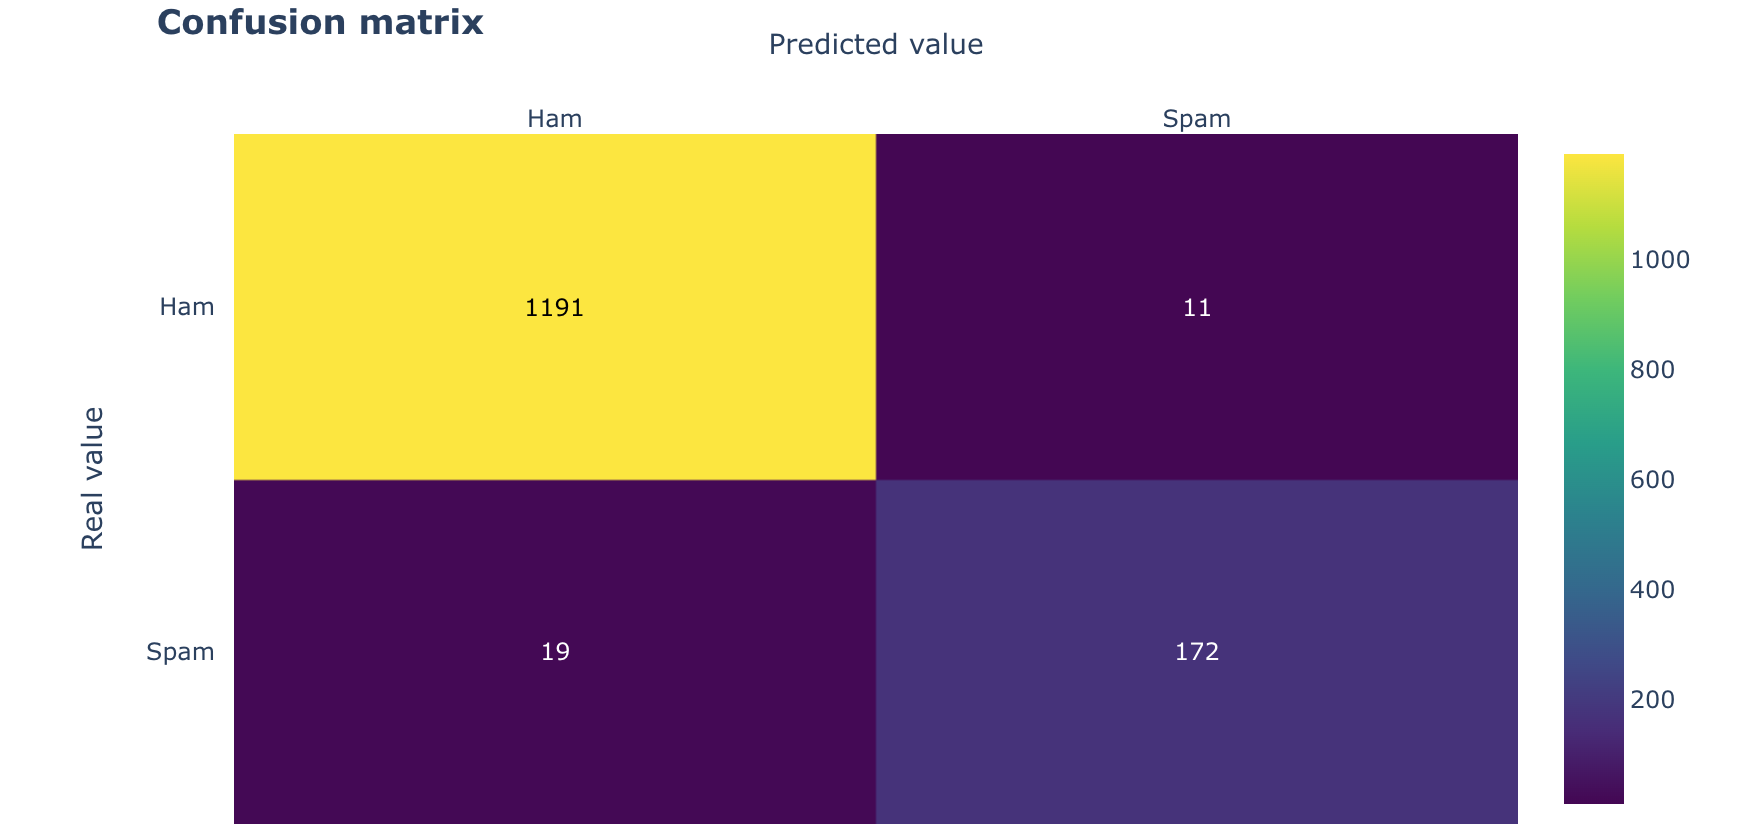 Confusion matrix
Predicted value
Ham
Spam
Real value
Ham
1191
11
Spam
19
172
1000
800
600
400
200